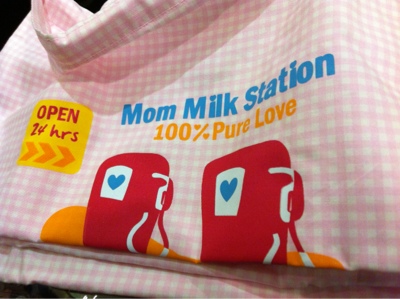 OPEN
24 hrs
Mom Milk Station
100% Pure Love